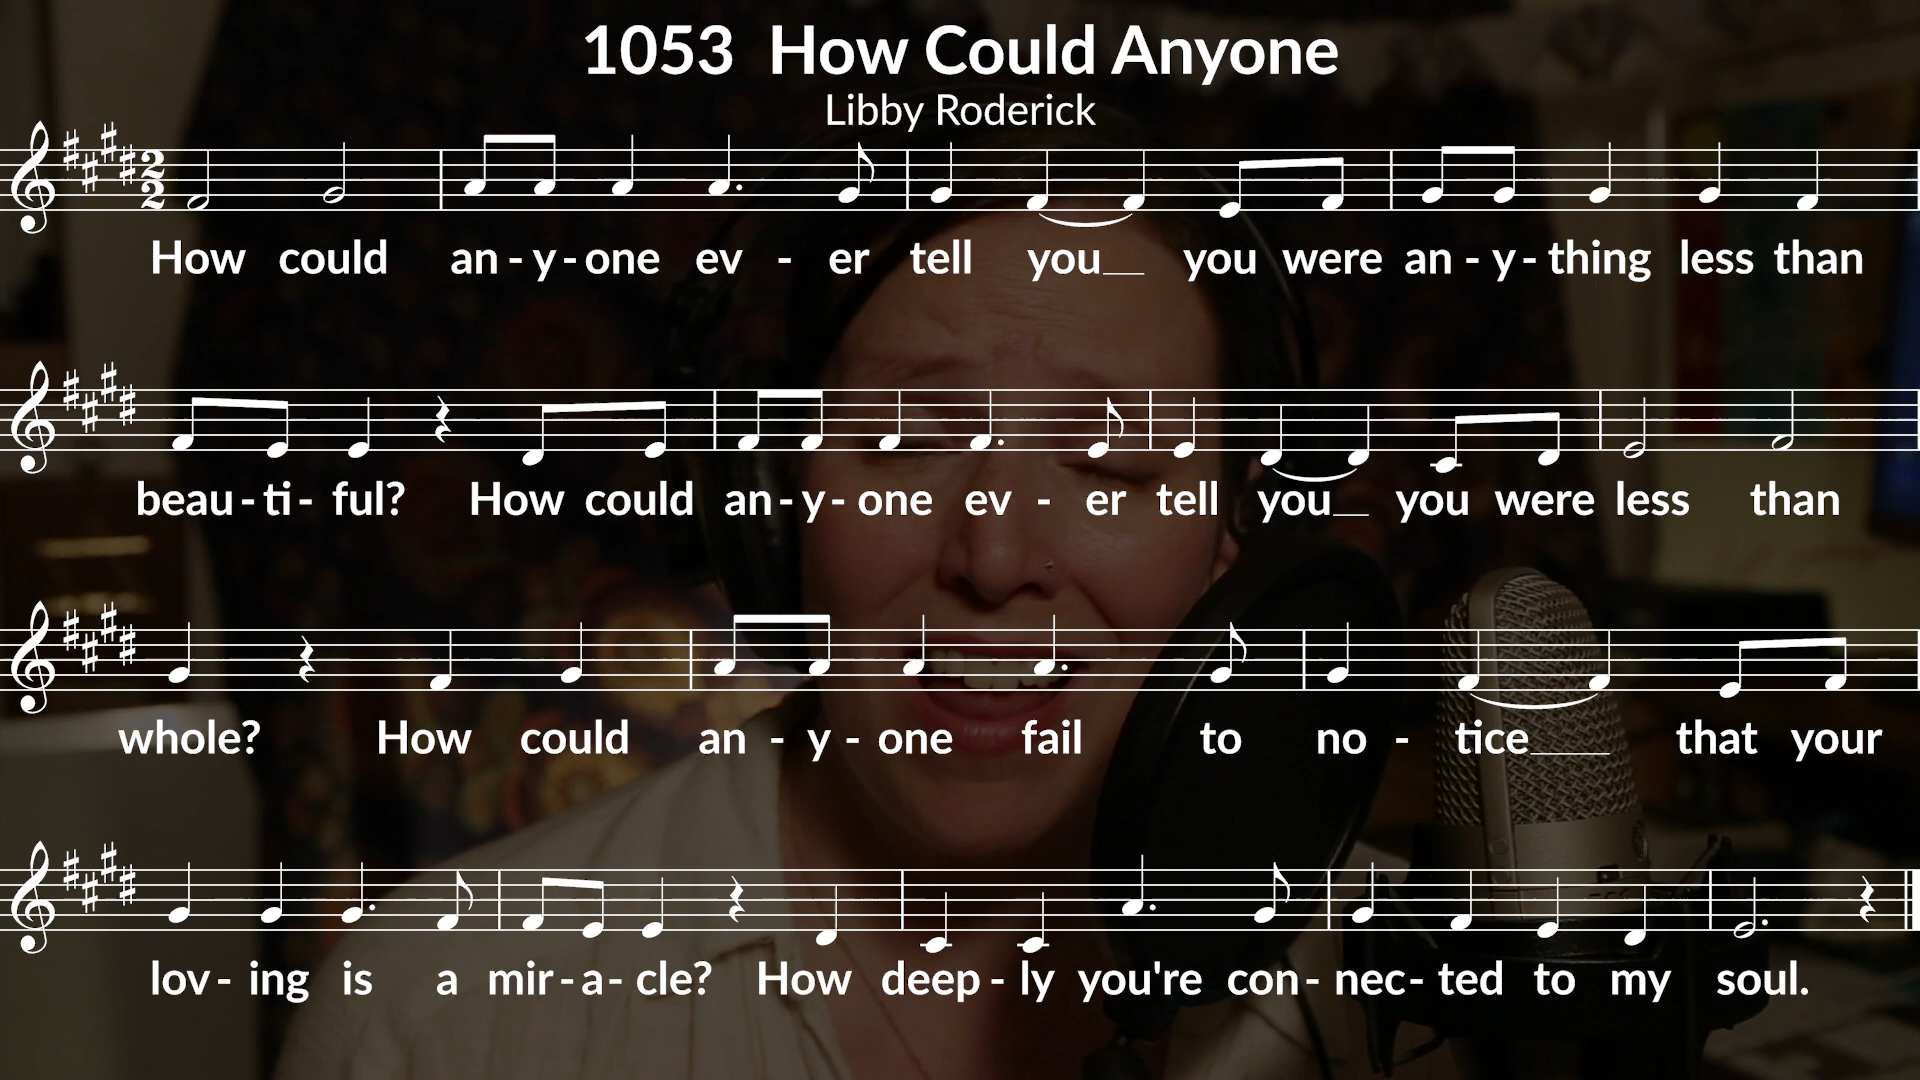 1053 How Could Anyone
Libby Roderick
How could an - y - one ev - er tell you__ you were an - y - thing less than
beau - ti - ful? How could an - y - one ev - er tell you__ you were less than
whole? How could an - y - one fail to no - tice___ that your
lov - ing is a mir - a - cle? How deep - ly you're con - nec - ted to my soul.